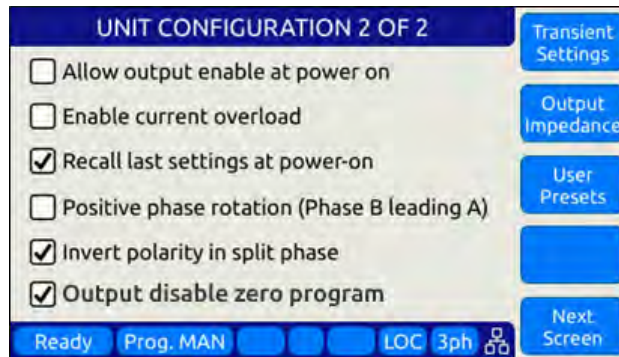 UNIT CONFIGURATION 2 OF 2
Allow output enable at power on
Enable current overload
Recall last settings at power-on
Positive phase rotation (Phase B leading A)
Invert polarity in split phase
Output disable zero program
Transient
Settings
Output
Impedance
User
Presets
Next
Screen
Ready Prog. MAN LOC 3ph